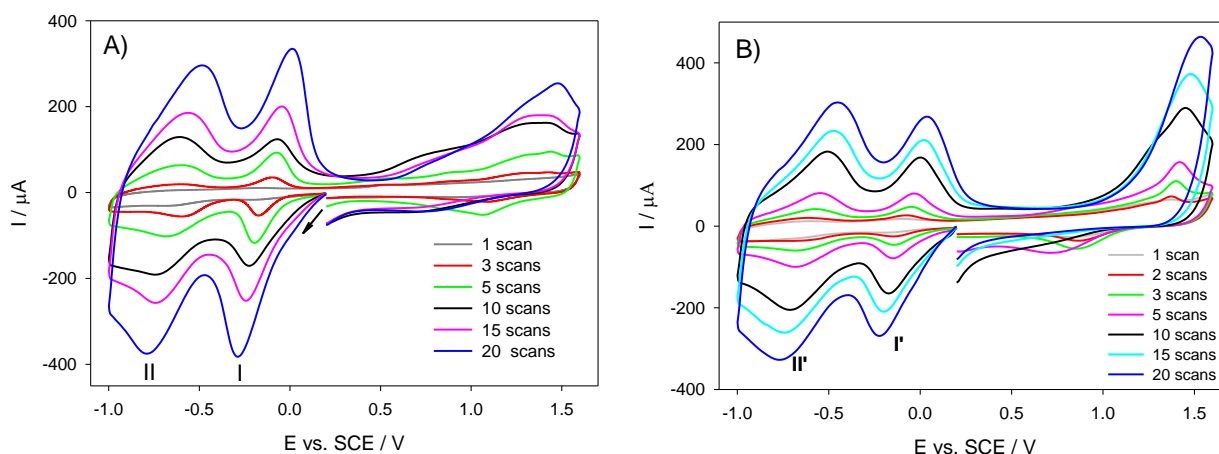 A)
400
200
0
-200
-400
I / µA
-1.0 -0.5 0.0 0.5 1.0 1.5
E vs. SCE / V
II
I
1 scan
3 scans
5 scans
10 scans
15 scans
20 scans
B)
400
200
0
-200
-400
I / µA
-1.0 -0.5 0.0 0.5 1.0 1.5
E vs. SCE / V
II'
I'
1 scan
2 scans
3 scans
5 scans
10 scans
15 scans
20 scans